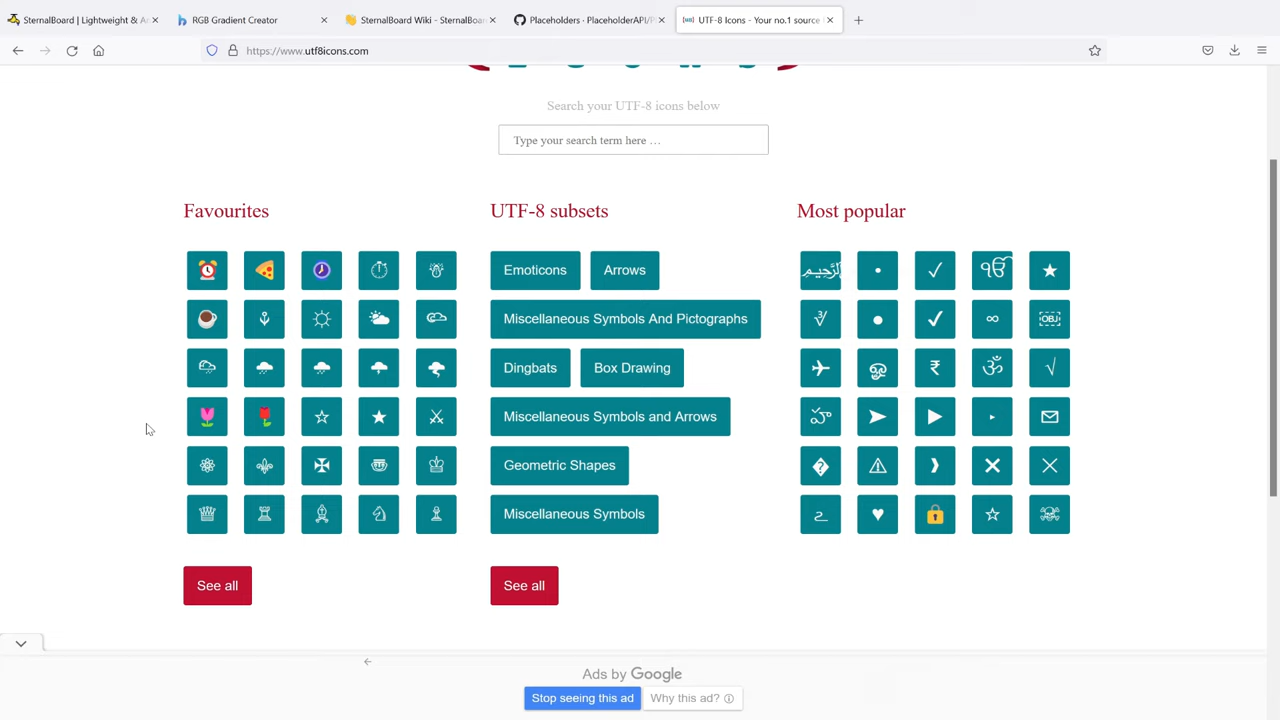 SternalBoard | Lightweight & A
RGB Gradient Creator
SternalBoard Wiki - SternalBoa
Placeholders · PlaceholderAPI/P
UTF-8 Icons - Your no.1 source
https://www.utf8icons.com
Search your UTF-8 icons below
Type your search term here …
Favourites
UTF-8 subsets
Most popular
Emoticons
Arrows
Miscellaneous Symbols And Pictographs
OBJ
Dingbats
Box Drawing
Miscellaneous Symbols and Arrows
Geometric Shapes
Miscellaneous Symbols
See all
See all
Ads by Google
Stop seeing this ad
Why this ad?